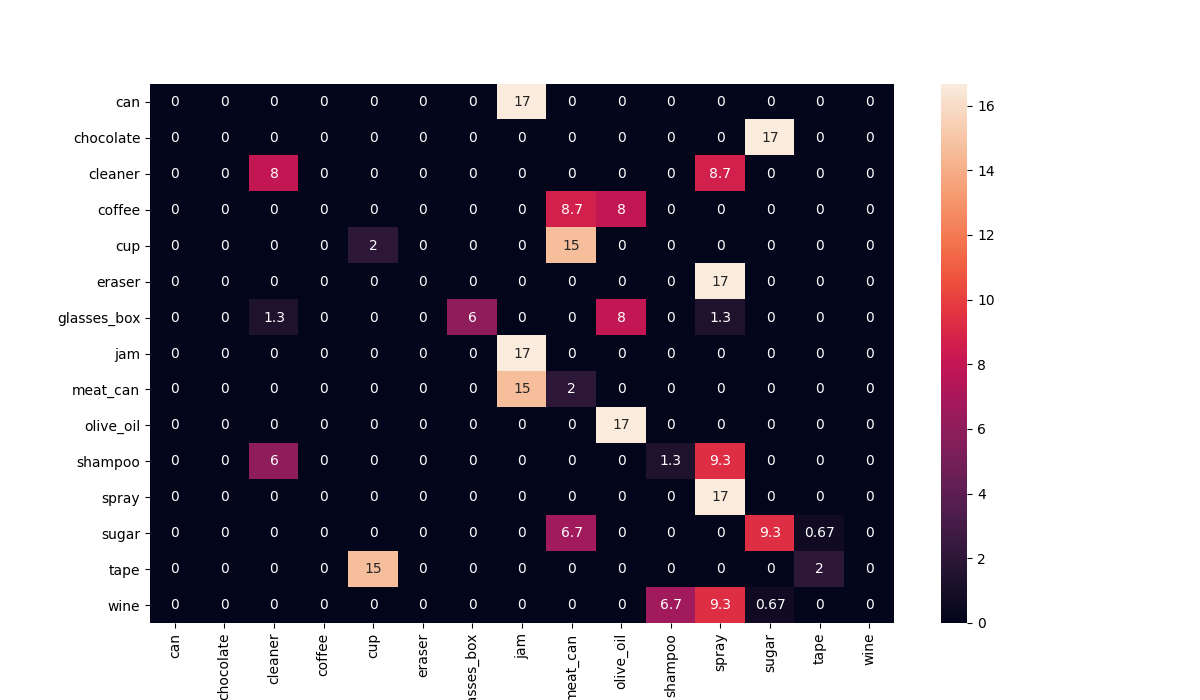 can 0 0 0 0 0 0 0 17 0 0 0 0 0 0 0 16
chocolate 0 0 0 0 0 0 0 0 0 0 0 0 17 0 0
cleaner 0 0 8 0 0 0 0 0 0 0 0 8.7 0 0 0 14
coffee 0 0 0 0 0 0 0 0 8.7 8 0 0 0 0 0
cup 0 0 0 0 2 0 0 0 15 0 0 0 0 0 0 12
eraser 0 0 0 0 0 0 0 0 0 0 0 17 0 0 0 10
glasses_box 0 0 1.3 0 0 0 6 0 0 8 0 1.3 0 0 0
jam 0 0 0 0 0 0 0 17 0 0 0 0 0 0 0 8
meat_can 0 0 0 0 0 0 0 15 2 0 0 0 0 0 0
olive_oil 0 0 0 0 0 0 0 0 0 17 0 0 0 0 0 6
shampoo 0 0 6 0 0 0 0 0 0 0 1.3 9.3 0 0 0
spray 0 0 0 0 0 0 0 0 0 0 0 17 0 0 0 4
sugar 0 0 0 0 0 0 0 0 6.7 0 0 0 9.3 0.67 0
tape 0 0 0 0 15 0 0 0 0 0 0 0 0 2 0 2
wine 0 0 0 0 0 0 0 0 0 0 6.7 9.3 0.67 0 0 0
can chocolate cleaner coffee cup eraser asses_box jam meat_can olive_oil shampoo spray sugar tape wine